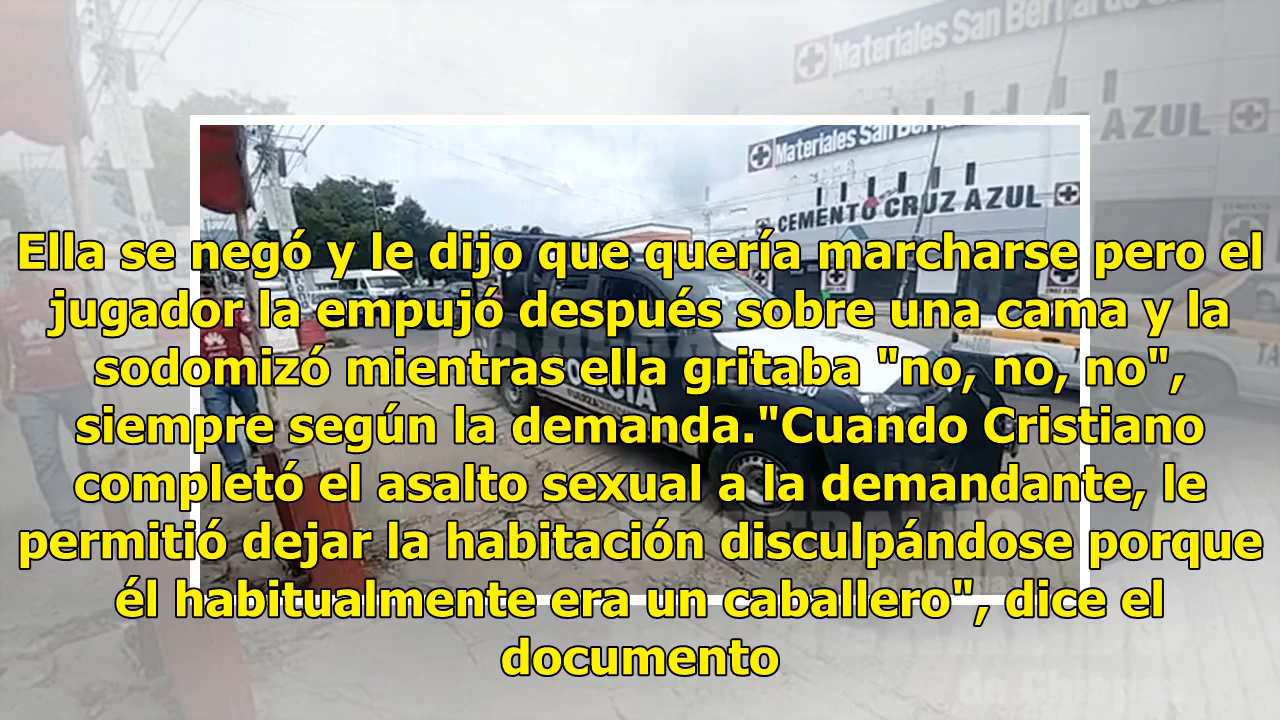 Materiales San Bernardo
CEMENTO CRUZ AZUL
Ella se negó y le dijo que quería marcharse pero el
jugador la empujó después sobre una cama y la
sodomizó mientras ella gritaba "no, no, no",
siempre según la demanda."Cuando Cristiano
completó el asalto sexual a la demandante, le
permitió dejar la habitación disculpándose porque
él habitualmente era un caballero", dice el
documento